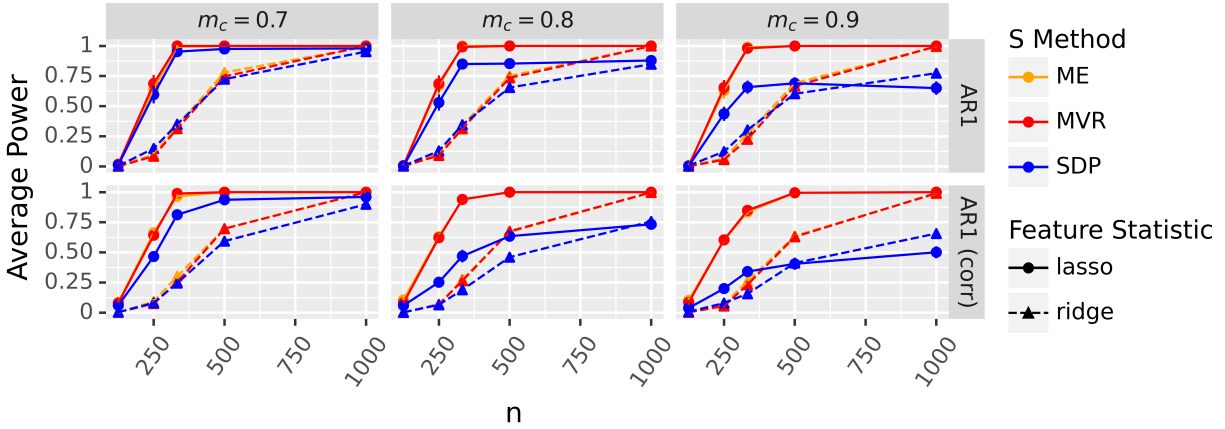 m_c = 0.7
m_c = 0.8
m_c = 0.9
Average Power
1
0.75
0.50
0.25
0
AR1
1
0.75
0.50
0.25
0
AR1 (corr)
250
500
750
1000
250
500
750
1000
250
500
750
1000
n
S Method
ME
MVR
SDP
Feature Statistic
lasso
ridge